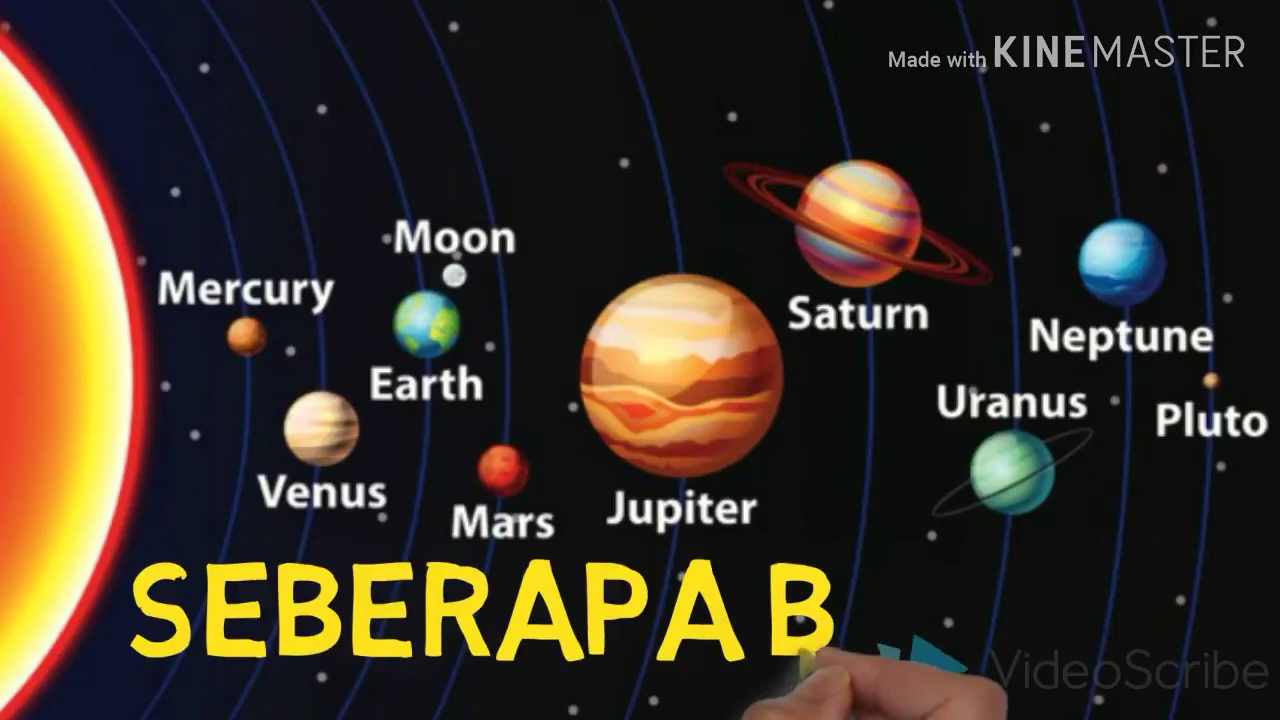 Made with KINEMASTER
Moon
Mercury
Saturn
Neptune
Earth
Uranus
Pluto
Venus
Jupiter
Mars
SEBERAPA B
VideoScribe